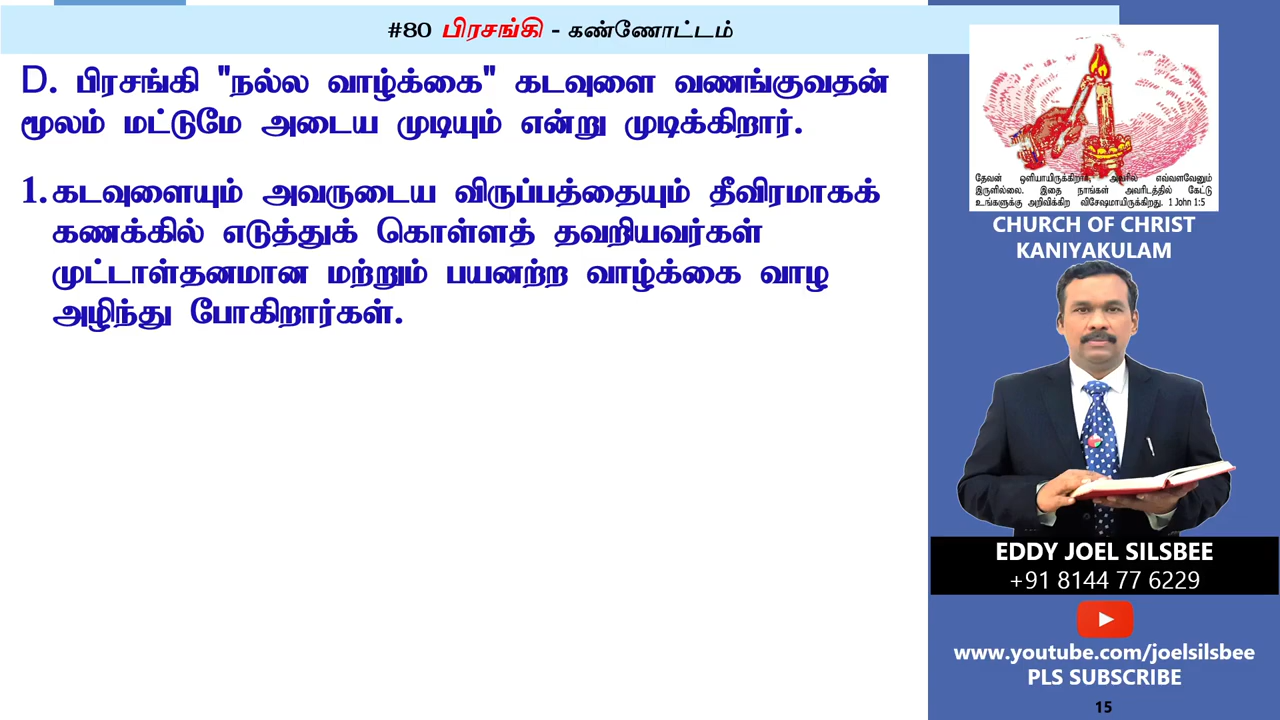 #80 பிரசங்கி - கண்ணோட்டம்
D. பிரசங்கி "நல்ல வாழ்க்கை" கடவுளை வணங்குவதன்
மூலம் மட்டுமே அடைய முடியும் என்று முடிக்கிறார்.
1. கடவுளையும் அவருடைய விருப்பத்தையும் தீவிரமாகக்
கணக்கில் எடுத்துக் கொள்ளத் தவறியவர்கள்
முட்டாள்தனமான மற்றும் பயனற்ற வாழ்க்கை வாழ
அழிந்து போகிறார்கள்.
தேவன் ஒளியாயிருக்கிறார், அவரில் எவ்வளவேனும்
இருளில்லை. இதை நாங்கள் அவரிடத்தில் கேட்டு
உங்களுக்கு அறிவிக்கிற விசேஷமாயிருக்கிறது. 1 John 1:5
CHURCH OF CHRIST
KANIYAKULAM
EDDY JOEL SILSBEE
+91 8144 77 6229
www.youtube.com/joelsilsbee
PLS SUBSCRIBE
15